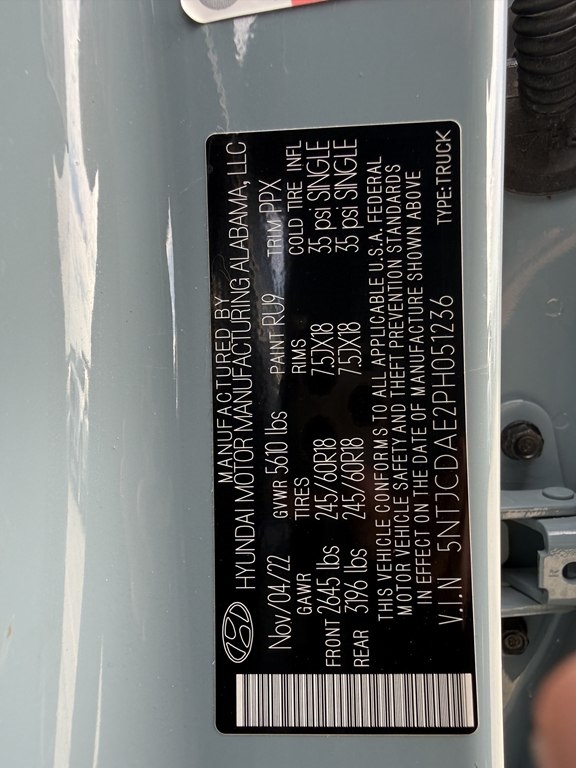 MANUFACTURED BY
HYUNDAI MOTOR MANUFACTURING ALABAMA, LLC
Nov/04/22 GVWR 5610 lbs PAINT RU9 TRIM PPX
GAWR TIRES RIMS COLD TIRE INFL
FRONT 2645 lbs 245/60R18 7.5JX18 35 psi SINGLE
REAR 3196 lbs 245/60R18 7.5JX18 35 psi SINGLE
THIS VEHICLE CONFORMS TO ALL APPLICABLE U.S.A. FEDERAL
MOTOR VEHICLE SAFETY AND THEFT PREVENTION STANDARDS
IN EFFECT ON THE DATE OF MANUFACTURE SHOWN ABOVE
V.I.N 5NTJCDAE2PH051236 TYPE:TRUCK
R